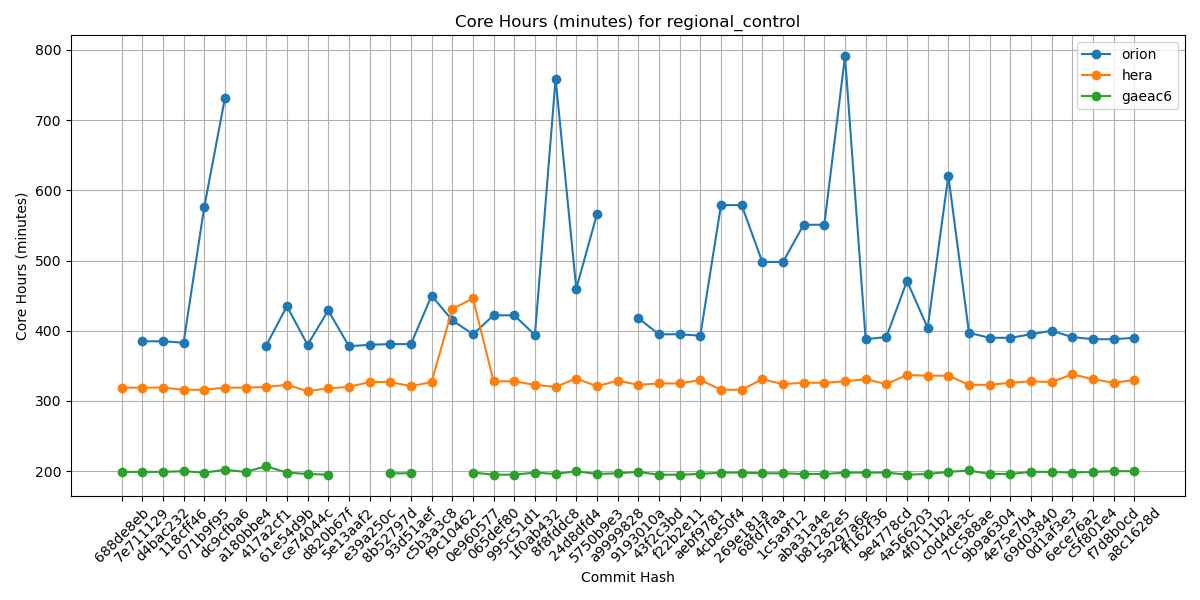 Core Hours (minutes) for regional_control
Core Hours (minutes)
800
700
600
500
400
300
200
orion
hera
gaeac6
688de8eb
7e711129
d4bac232
118cff46
071b9f95
dc9cfba6
a180bbe4
417a2cf1
61e54d9b
ce74044c
d820b67f
5e13aaf2
e39a250c
8b52797d
93d51aef
c5b3a3c8
f9c10462
0e960577
065def80
995c51d1
1f0ab432
8f8fddc8
24d8dfd4
5750b9e3
a9999828
9193010a
43f2c3bd
f22b2e11
aebf9781
4cbe50f4
269e181a
68fd7faa
1c5a9f12
aba31a4e
b81282e5
5a297a6e
ff162f36
9e4778cd
4a566203
4f011b2
c0d4de3c
7cc588ae
9b9a6304
4e75e7b4
69d03840
0d1af3e3
6ece76a2
c5f801e4
f7d8b0cd
a8c1628d
Commit Hash